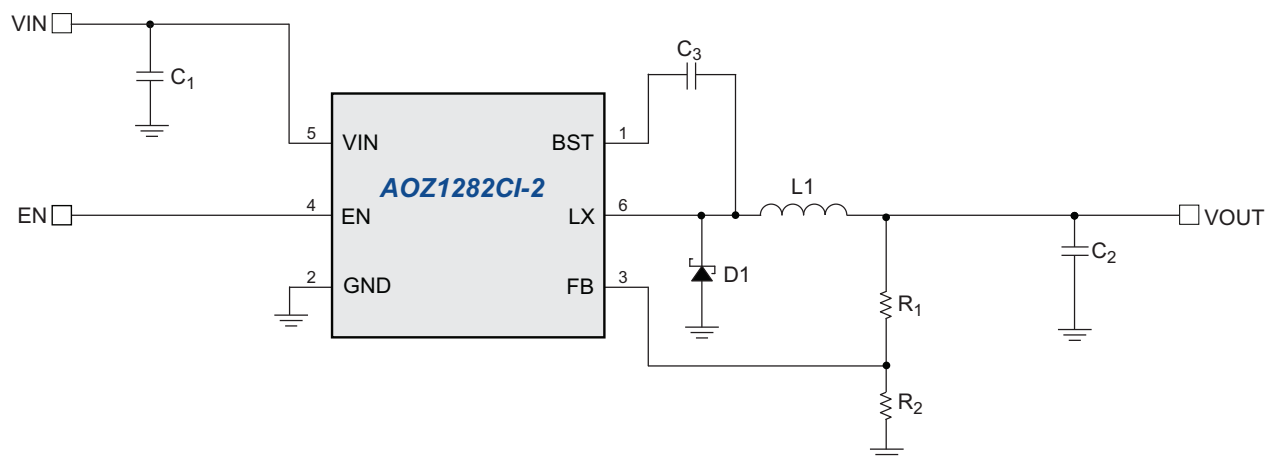 VIN
C1
C3
5
VIN
BST
1
AOZ1282CI-2
EN
4
EN
LX
6
L1
VOUT
C2
D1
2
GND
FB
3
R1
R2